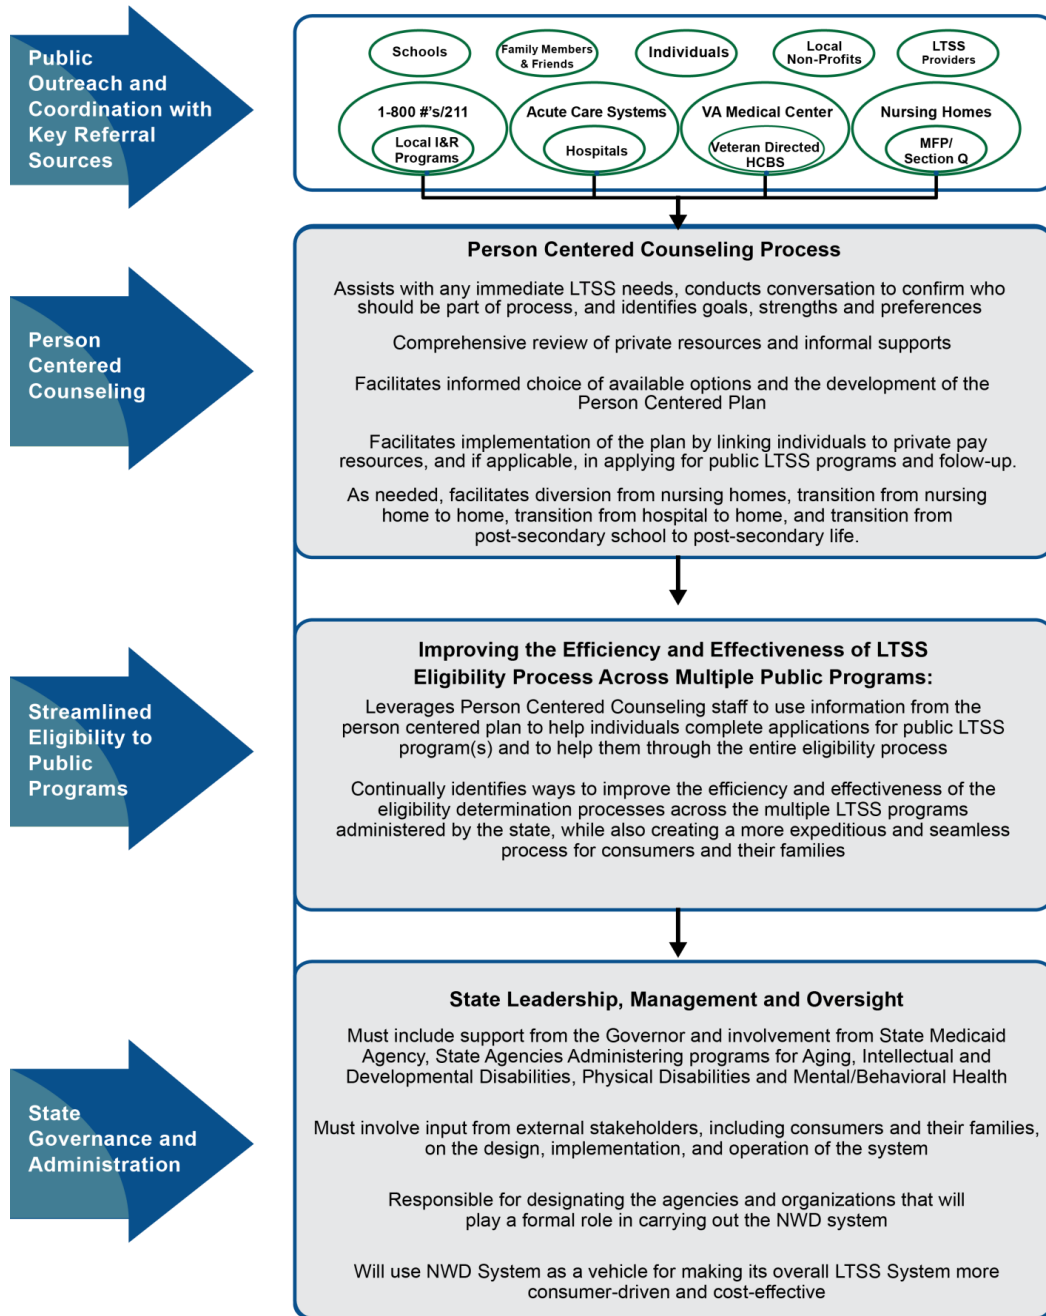 Public
Outreach and
Coordination with
Key Referral
Sources
Schools
Family Members
& Friends
Individuals
Local
Non-Profits
LTSS
Providers
1-800 #'s/211
Local I&R
Programs
Acute Care Systems
Hospitals
VA Medical Center
Veteran Directed
HCBS
Nursing Homes
MFP/
Section Q
Person
Centered
Counseling
Person Centered Counseling Process
Assists with any immediate LTSS needs, conducts conversation to confirm who
should be part of process, and identifies goals, strengths and preferences
Comprehensive review of private resources and informal supports
Facilitates informed choice of available options and the development of the
Person Centered Plan
Facilitates implementation of the plan by linking individuals to private pay
resources, and if applicable, in applying for public LTSS programs and folow-up.
As needed, facilitates diversion from nursing homes, transition from nursing
home to home, transition from hospital to home, and transition from
post-secondary school to post-secondary life.
Streamlined
Eligibility to
Public
Programs
Improving the Efficiency and Effectiveness of LTSS
Eligibility Process Across Multiple Public Programs:
Leverages Person Centered Counseling staff to use information from the
person centered plan to help individuals complete applications for public LTSS
program(s) and to help them through the entire eligibility process
Continually identifies ways to improve the efficiency and effectiveness of the
eligibility determination processes across the multiple LTSS programs
administered by the state, while also creating a more expeditious and seamless
process for consumers and their families
State
Governance and
Administration
State Leadership, Management and Oversight
Must include support from the Governor and involvement from State Medicaid
Agency, State Agencies Administering programs for Aging, Intellectual and
Developmental Disabilities, Physical Disabilities and Mental/Behavioral Health
Must involve input from external stakeholders, including consumers and their families,
on the design, implementation, and operation of the system
Responsible for designating the agencies and organizations that will
play a formal role in carrying out the NWD system
Will use NWD System as a vehicle for making its overall LTSS System more
consumer-driven and cost-effective